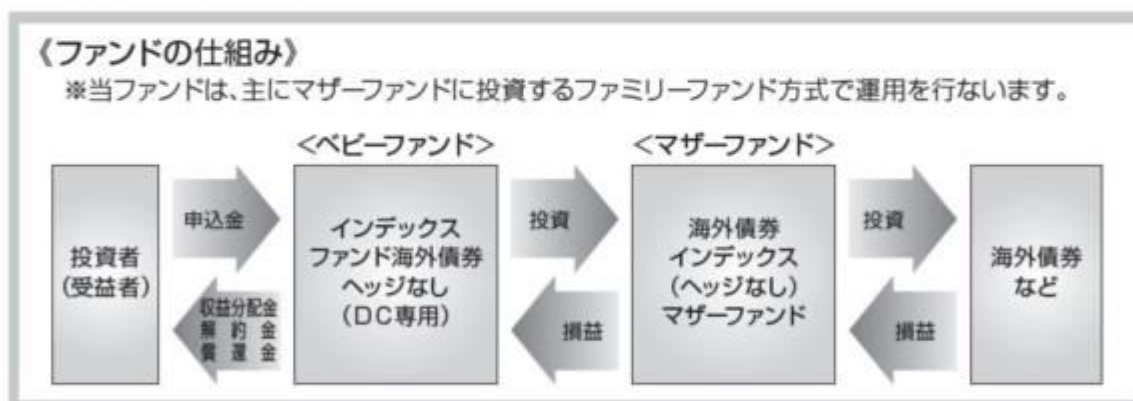 《ファンドの仕組み》
※当ファンドは、主にマザーファンドに投資するファミリーファンド方式で運用を行ないます。
<ベビーファンド>
<マザーファンド>
投資者
(受益者)
申込金
収益分配金
解約金
償還金
インデックス
ファンド海外債券
ヘッジなし
(DC専用)
投資
損益
海外債券
インデックス
(ヘッジなし)
マザーファンド
投資
損益
海外債券
など